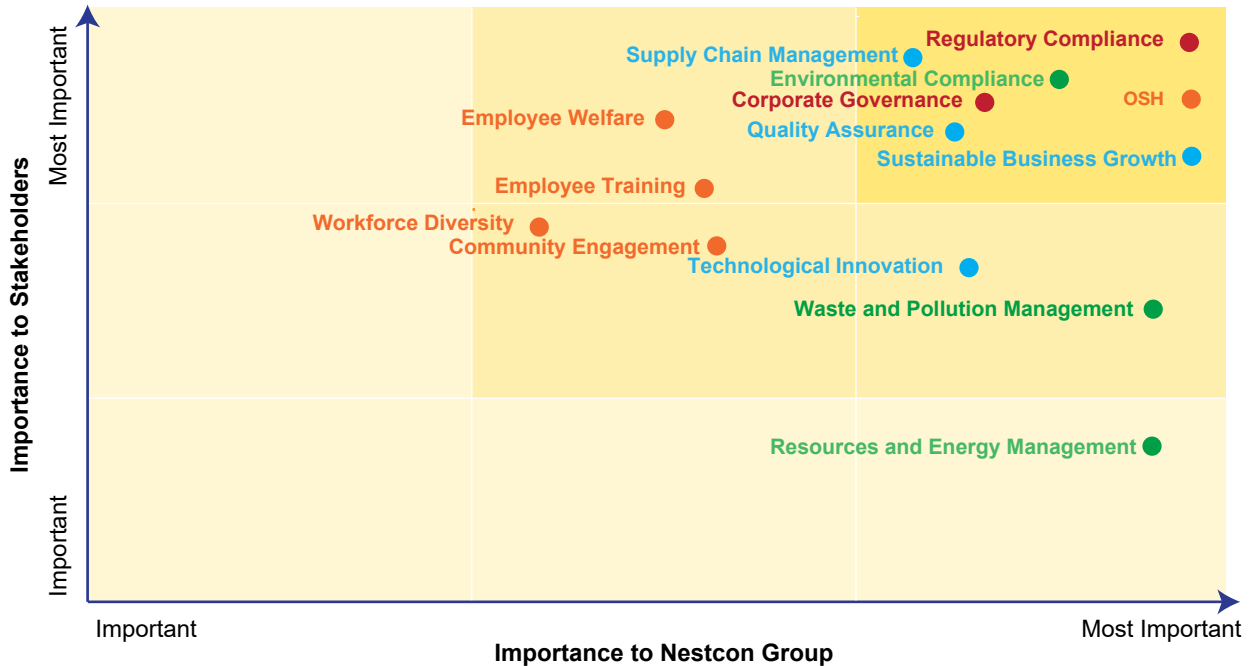 Most Important
Importance to Stakeholders
Important
Regulatory Compliance
Supply Chain Management
Environmental Compliance
OSH
Corporate Governance
Employee Welfare
Quality Assurance
Sustainable Business Growth
Employee Training
Workforce Diversity
Community Engagement
Technological Innovation
Waste and Pollution Management
Resources and Energy Management
Important
Most Important
Importance to Nestcon Group